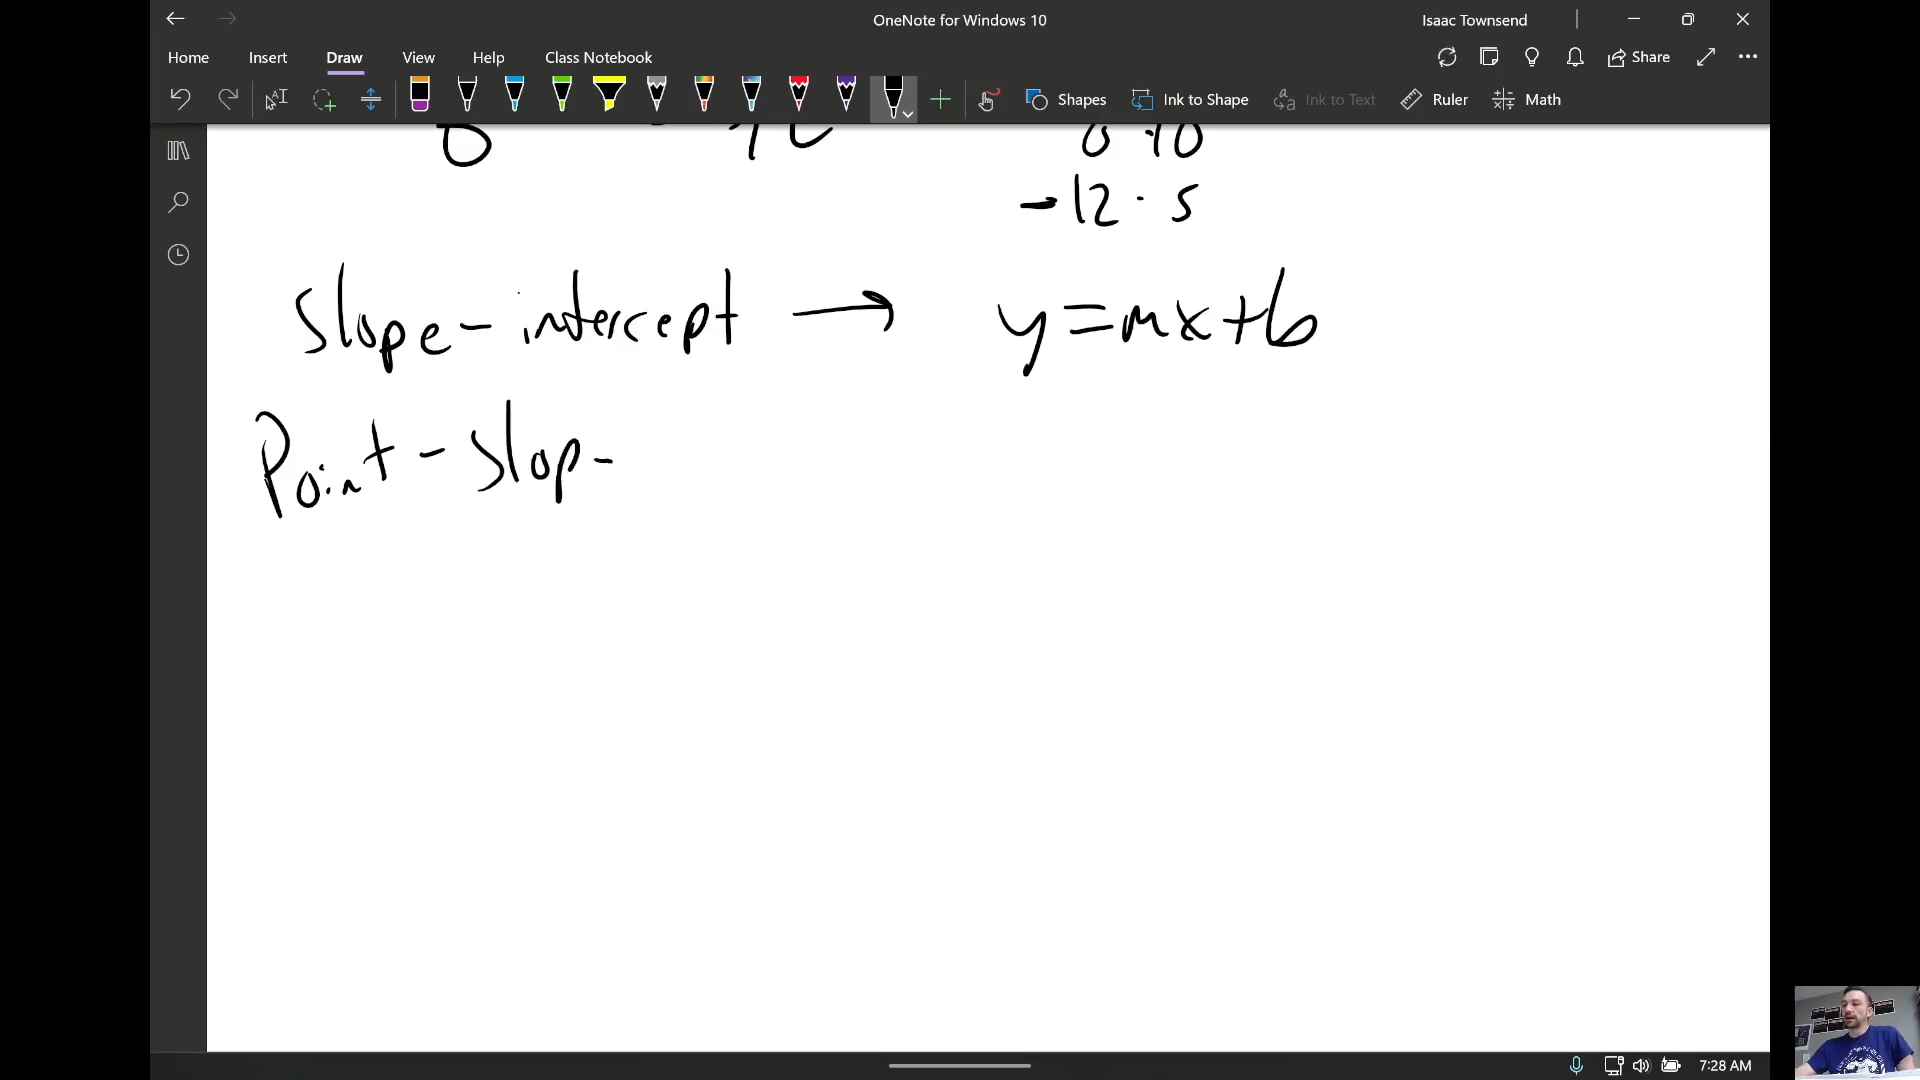 OneNote for Windows 10
Isaac Townsend
Home Insert Draw View Help Class Notebook
Share
Shapes Ink to Shape Ink to Text Ruler Math
-12 · 5
slope-intercept → y=mx+b
Point - slop-
7:28 AM